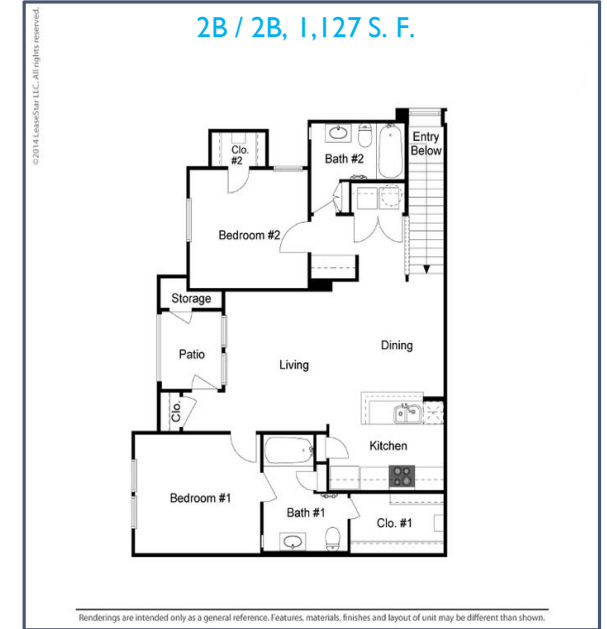 2B / 2B, 1,127 S. F.
©2014 LeaseStar LLC. All rights reserved.
Entry
Below
Clo.
#2
Bath #2
Bedroom #2
Storage
Patio
Living
Dining
Clo.
Kitchen
Bedroom #1
Bath #1
Clo. #1
Renderings are intended only as a general reference. Features, materials, finishes and layout of unit may be different than shown.